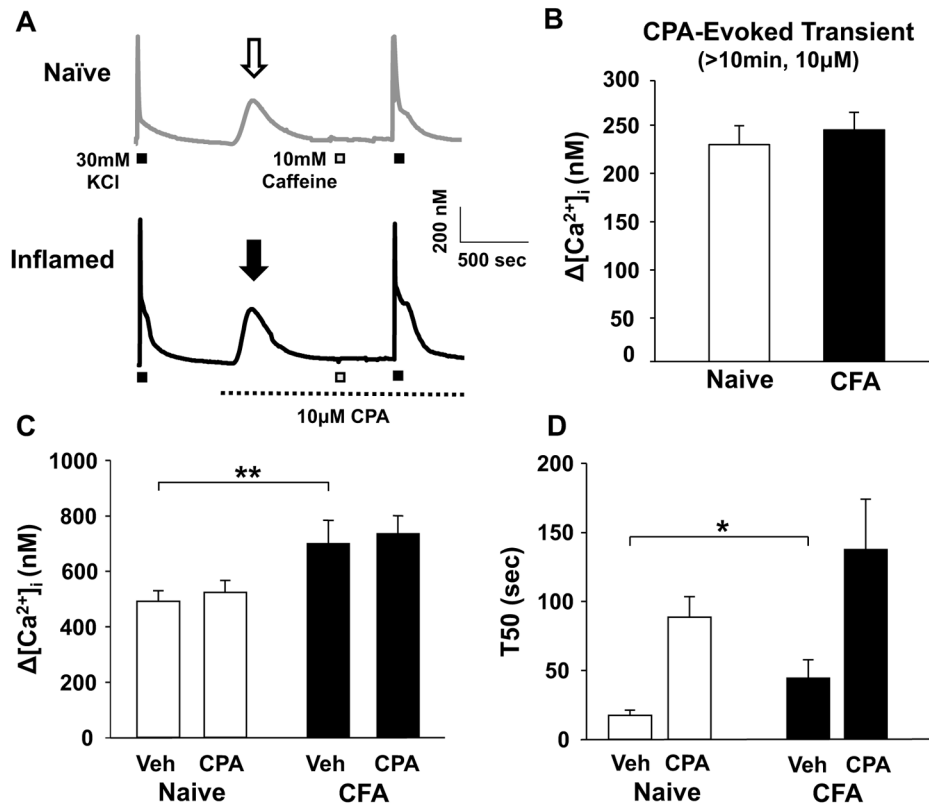 A
Naïve
30mM
KCl
10mM
Caffeine
200 nM
500 sec
Inflamed
10µM CPA
B
CPA-Evoked Transient
(>10min, 10µM)
Δ[Ca²⁺]ᵢ (nM)
300
250
200
150
100
50
0
Naive CFA
C
Δ[Ca²⁺]ᵢ (nM)
1000
800
600
400
200
0
**
Veh CPA Veh CPA
Naive CFA
D
T50 (sec)
200
150
100
50
0
*
Veh CPA Veh CPA
Naive CFA